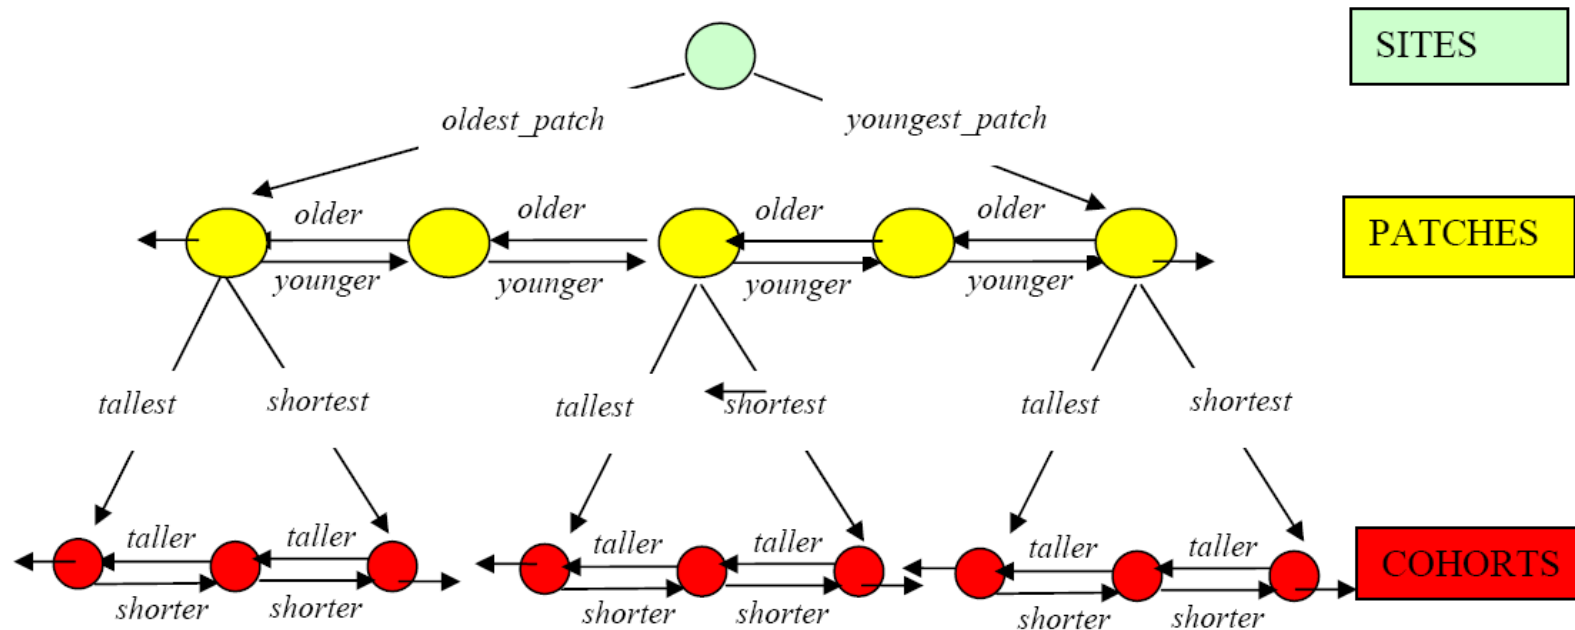 SITES
oldest_patch youngest_patch
older older older older
PATCHES
younger younger younger younger
tallest shortest tallest shortest tallest shortest
taller taller taller taller taller taller
COHORTS
shorter shorter shorter shorter shorter shorter